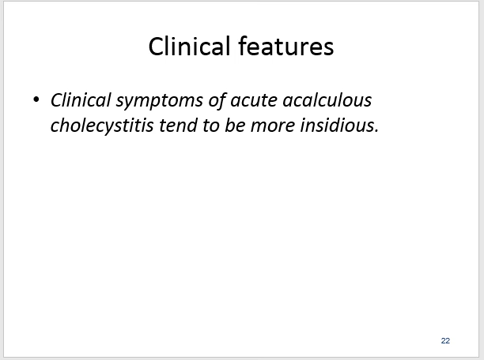 Clinical features
• Clinical symptoms of acute acalculous
cholecystitis tend to be more insidious.
22